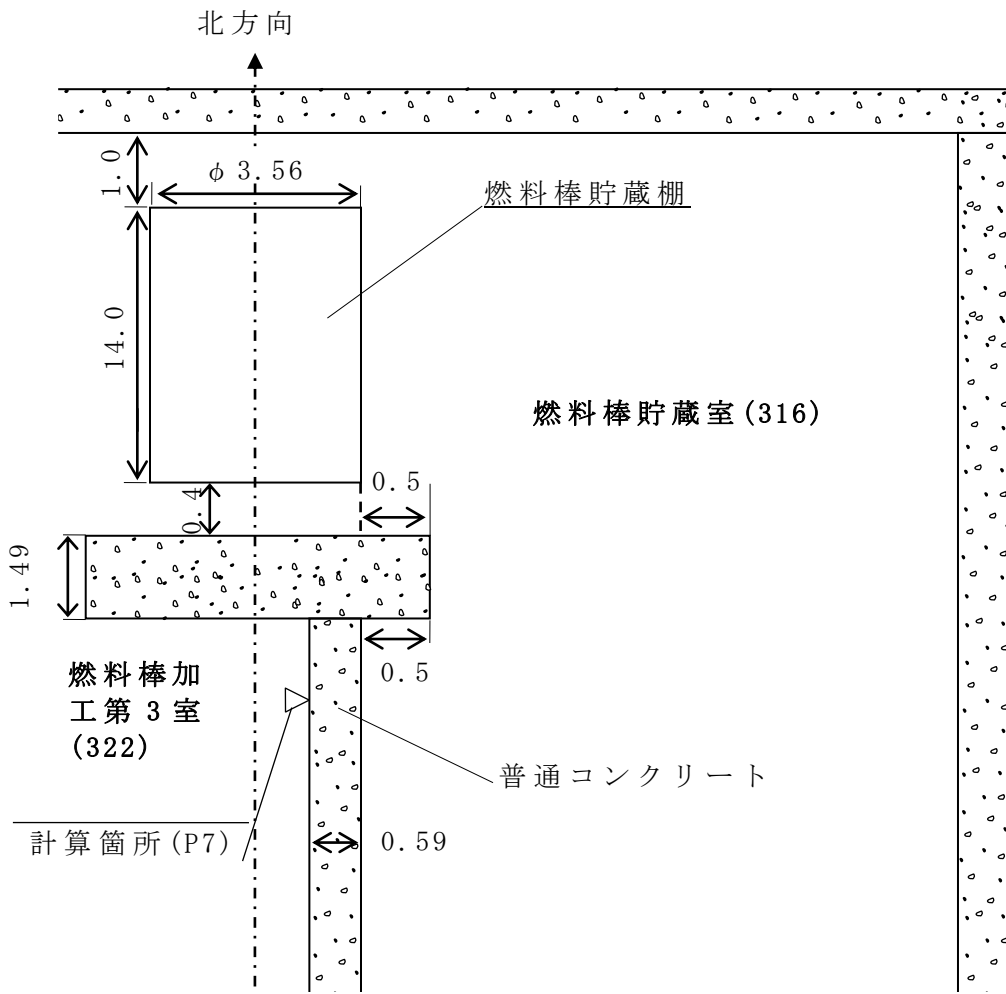 北方向
1.0
φ 3.56
燃料棒貯蔵棚
14.0
燃料棒貯蔵室(316)
0.4
0.5
1.49
0.5
燃料棒加
工第3室
(322)
普通コンクリート
計算箇所(P7)
0.59